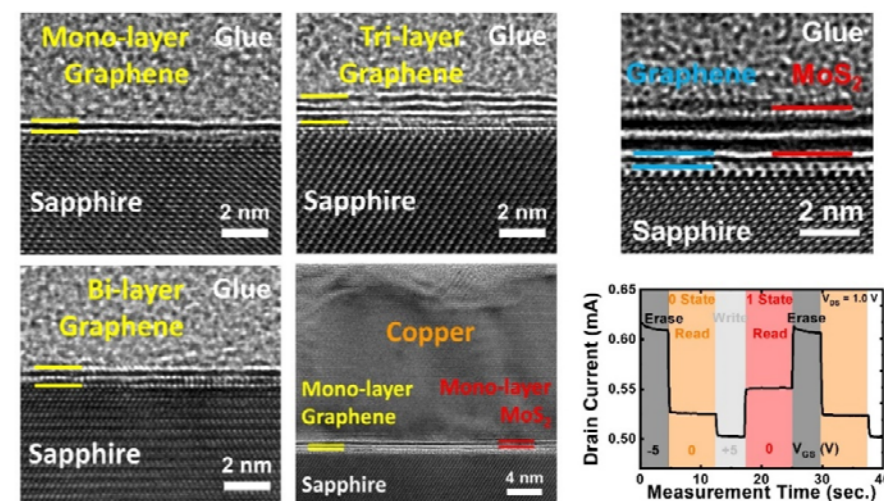 Mono-layer Glue
Graphene
Sapphire
2 nm
Tri-layer Glue
Graphene
Sapphire
2 nm
Glue
Graphene MoS₂
Sapphire
2 nm
Bi-layer Glue
Graphene
Sapphire
2 nm
Copper
Mono-layer Mono-layer
Graphene MoS₂
Sapphire
4 nm
Drain Current (mA)
0.65
0.60
0.55
0.50
0 State 1 State V_DS = 1.0 V
Erase Write Erase
Read Read
-5 0 +5 0 V_GS (V)
0 10 20 30 40
Measurement Time (sec.)